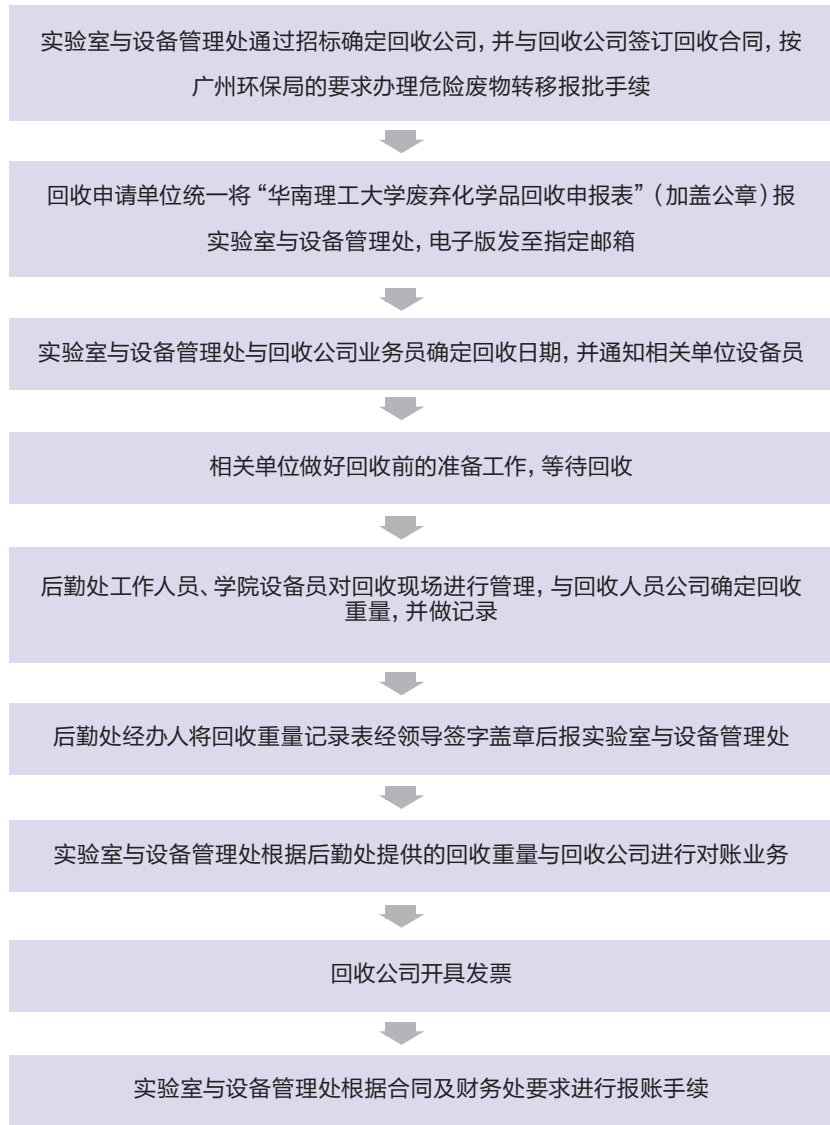 实验室与设备管理处通过招标确定回收公司，并与回收公司签订回收合同，按
广州环保局的要求办理危险废物转移报批手续
回收申请单位统一将“华南理工大学废弃化学品回收申报表”（加盖公章）报
实验室与设备管理处，电子版发至指定邮箱
实验室与设备管理处与回收公司业务员确定回收日期，并通知相关单位设备员
相关单位做好回收前的准备工作，等待回收
后勤处工作人员、学院设备员对回收现场进行管理，与回收人员公司确定回收
重量，并做记录
后勤处经办人将回收重量记录表经领导签字盖章后报实验室与设备管理处
实验室与设备管理处根据后勤处提供的回收重量与回收公司进行对账业务
回收公司开具发票
实验室与设备管理处根据合同及财务处要求进行报账手续